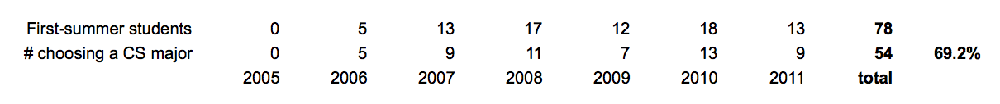 First-summer students 0 5 13 17 12 18 13 78
# choosing a CS major 0 5 9 11 7 13 9 54 69.2%
2005 2006 2007 2008 2009 2010 2011 total